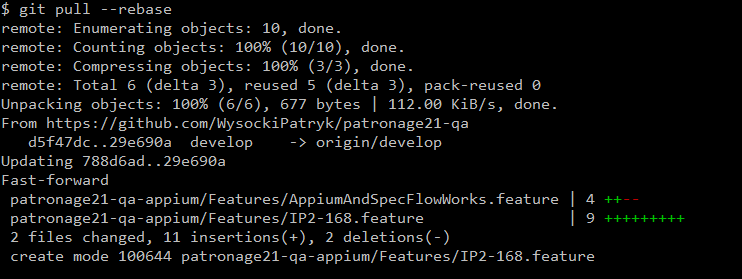 $ git pull --rebase
remote: Enumerating objects: 10, done.
remote: Counting objects: 100% (10/10), done.
remote: Compressing objects: 100% (3/3), done.
remote: Total 6 (delta 3), reused 5 (delta 3), pack-reused 0
Unpacking objects: 100% (6/6), 677 bytes | 112.00 KiB/s, done.
From https://github.com/WysockiPatryk/patronage21-qa
   d5f47dc..29e690a  develop    -> origin/develop
Updating 788d6ad..29e690a
Fast-forward
 patronage21-qa-appium/Features/AppiumAndSpecFlowWorks.feature | 4 ++--
 patronage21-qa-appium/Features/IP2-168.feature                | 9 +++++++++
 2 files changed, 11 insertions(+), 2 deletions(-)
 create mode 100644 patronage21-qa-appium/Features/IP2-168.feature